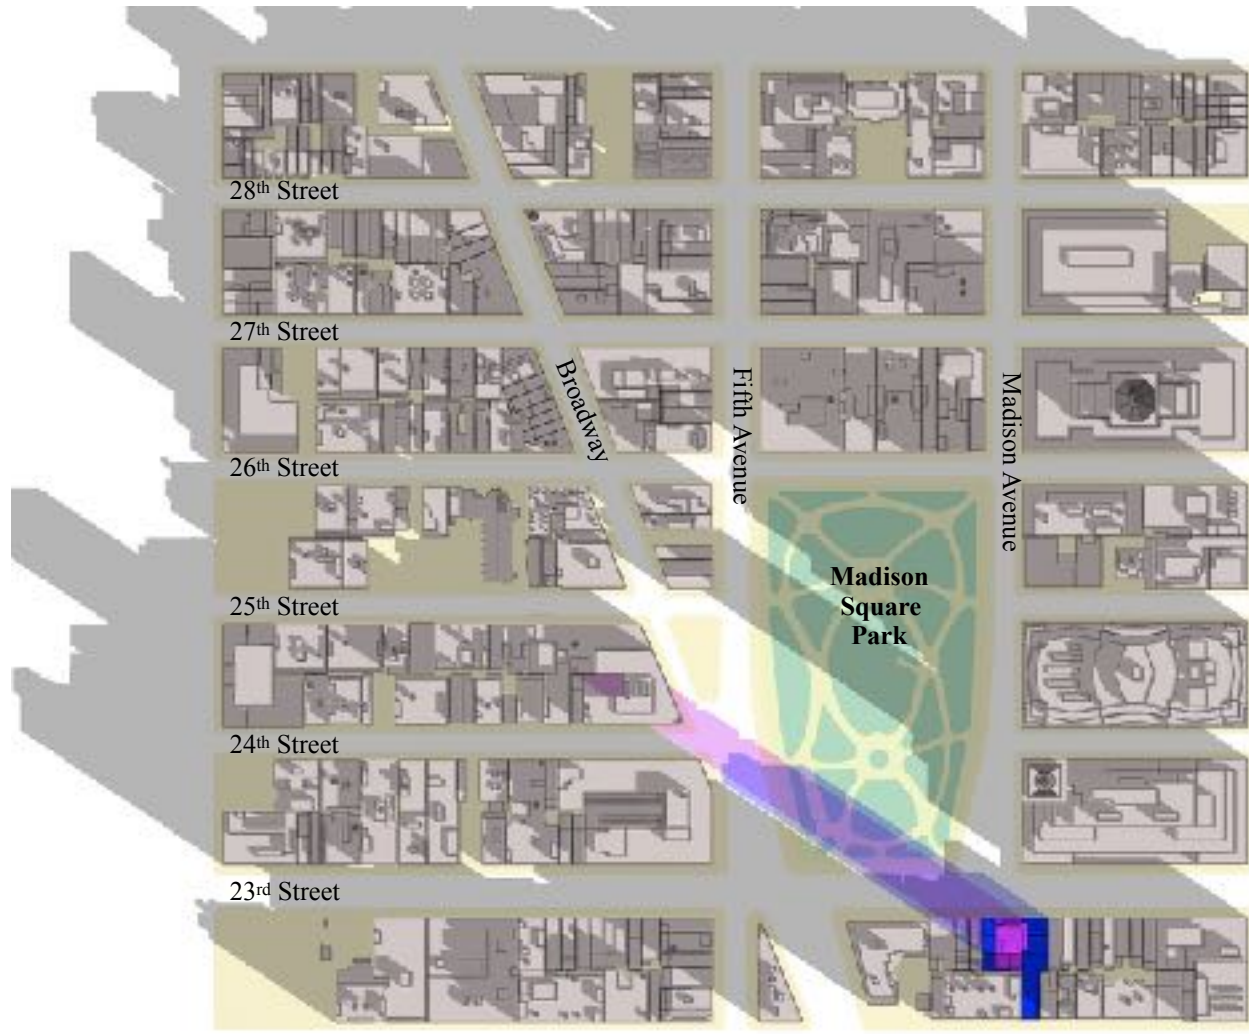 28th Street
27th Street
Broadway
Fifth Avenue
Madison Avenue
26th Street
Madison
Square
Park
25th Street
24th Street
23rd Street